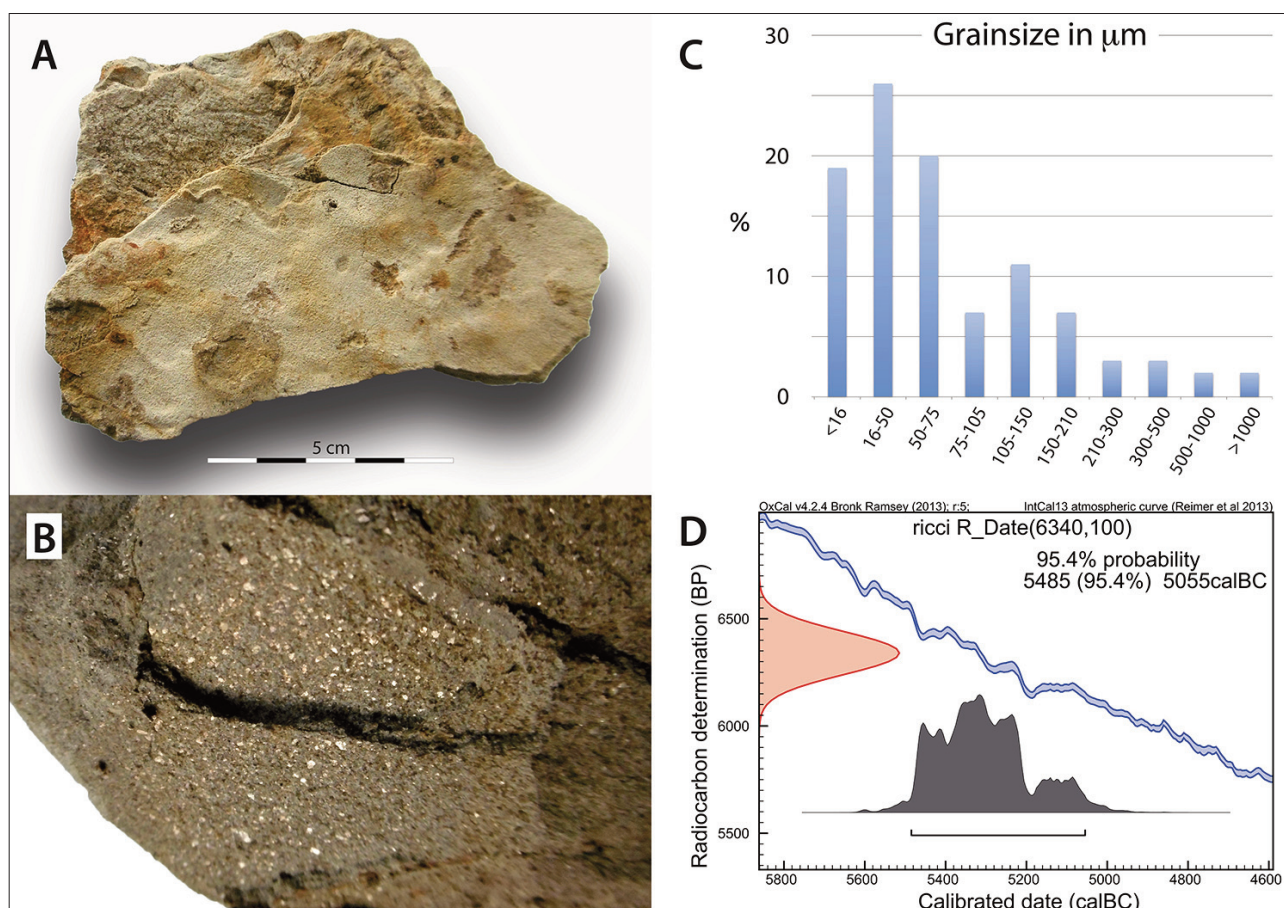 A
5 cm
B
C
Grainsize in μm
30
20
%
10
0
<16
16-50
50-75
75-105
105-150
150-210
210-300
300-500
500-1000
>1000
D
OxCal v4.2.4 Bronk Ramsey (2013); r:5; IntCal13 atmospheric curve (Reimer et al 2013)
ricci R_Date(6340,100)
95.4% probability
5485 (95.4%) 5055calBC
Radiocarbon determination (BP)
6500
6000
5500
5800 5600 5400 5200 5000 4800 4600
Calibrated date (calBC)